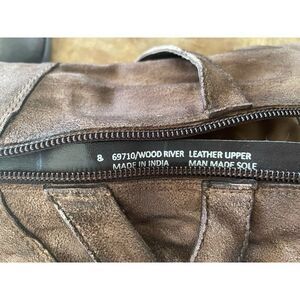 8 69710/WOOD RIVER LEATHER UPPER
MADE IN INDIA MAN MADE SOLE